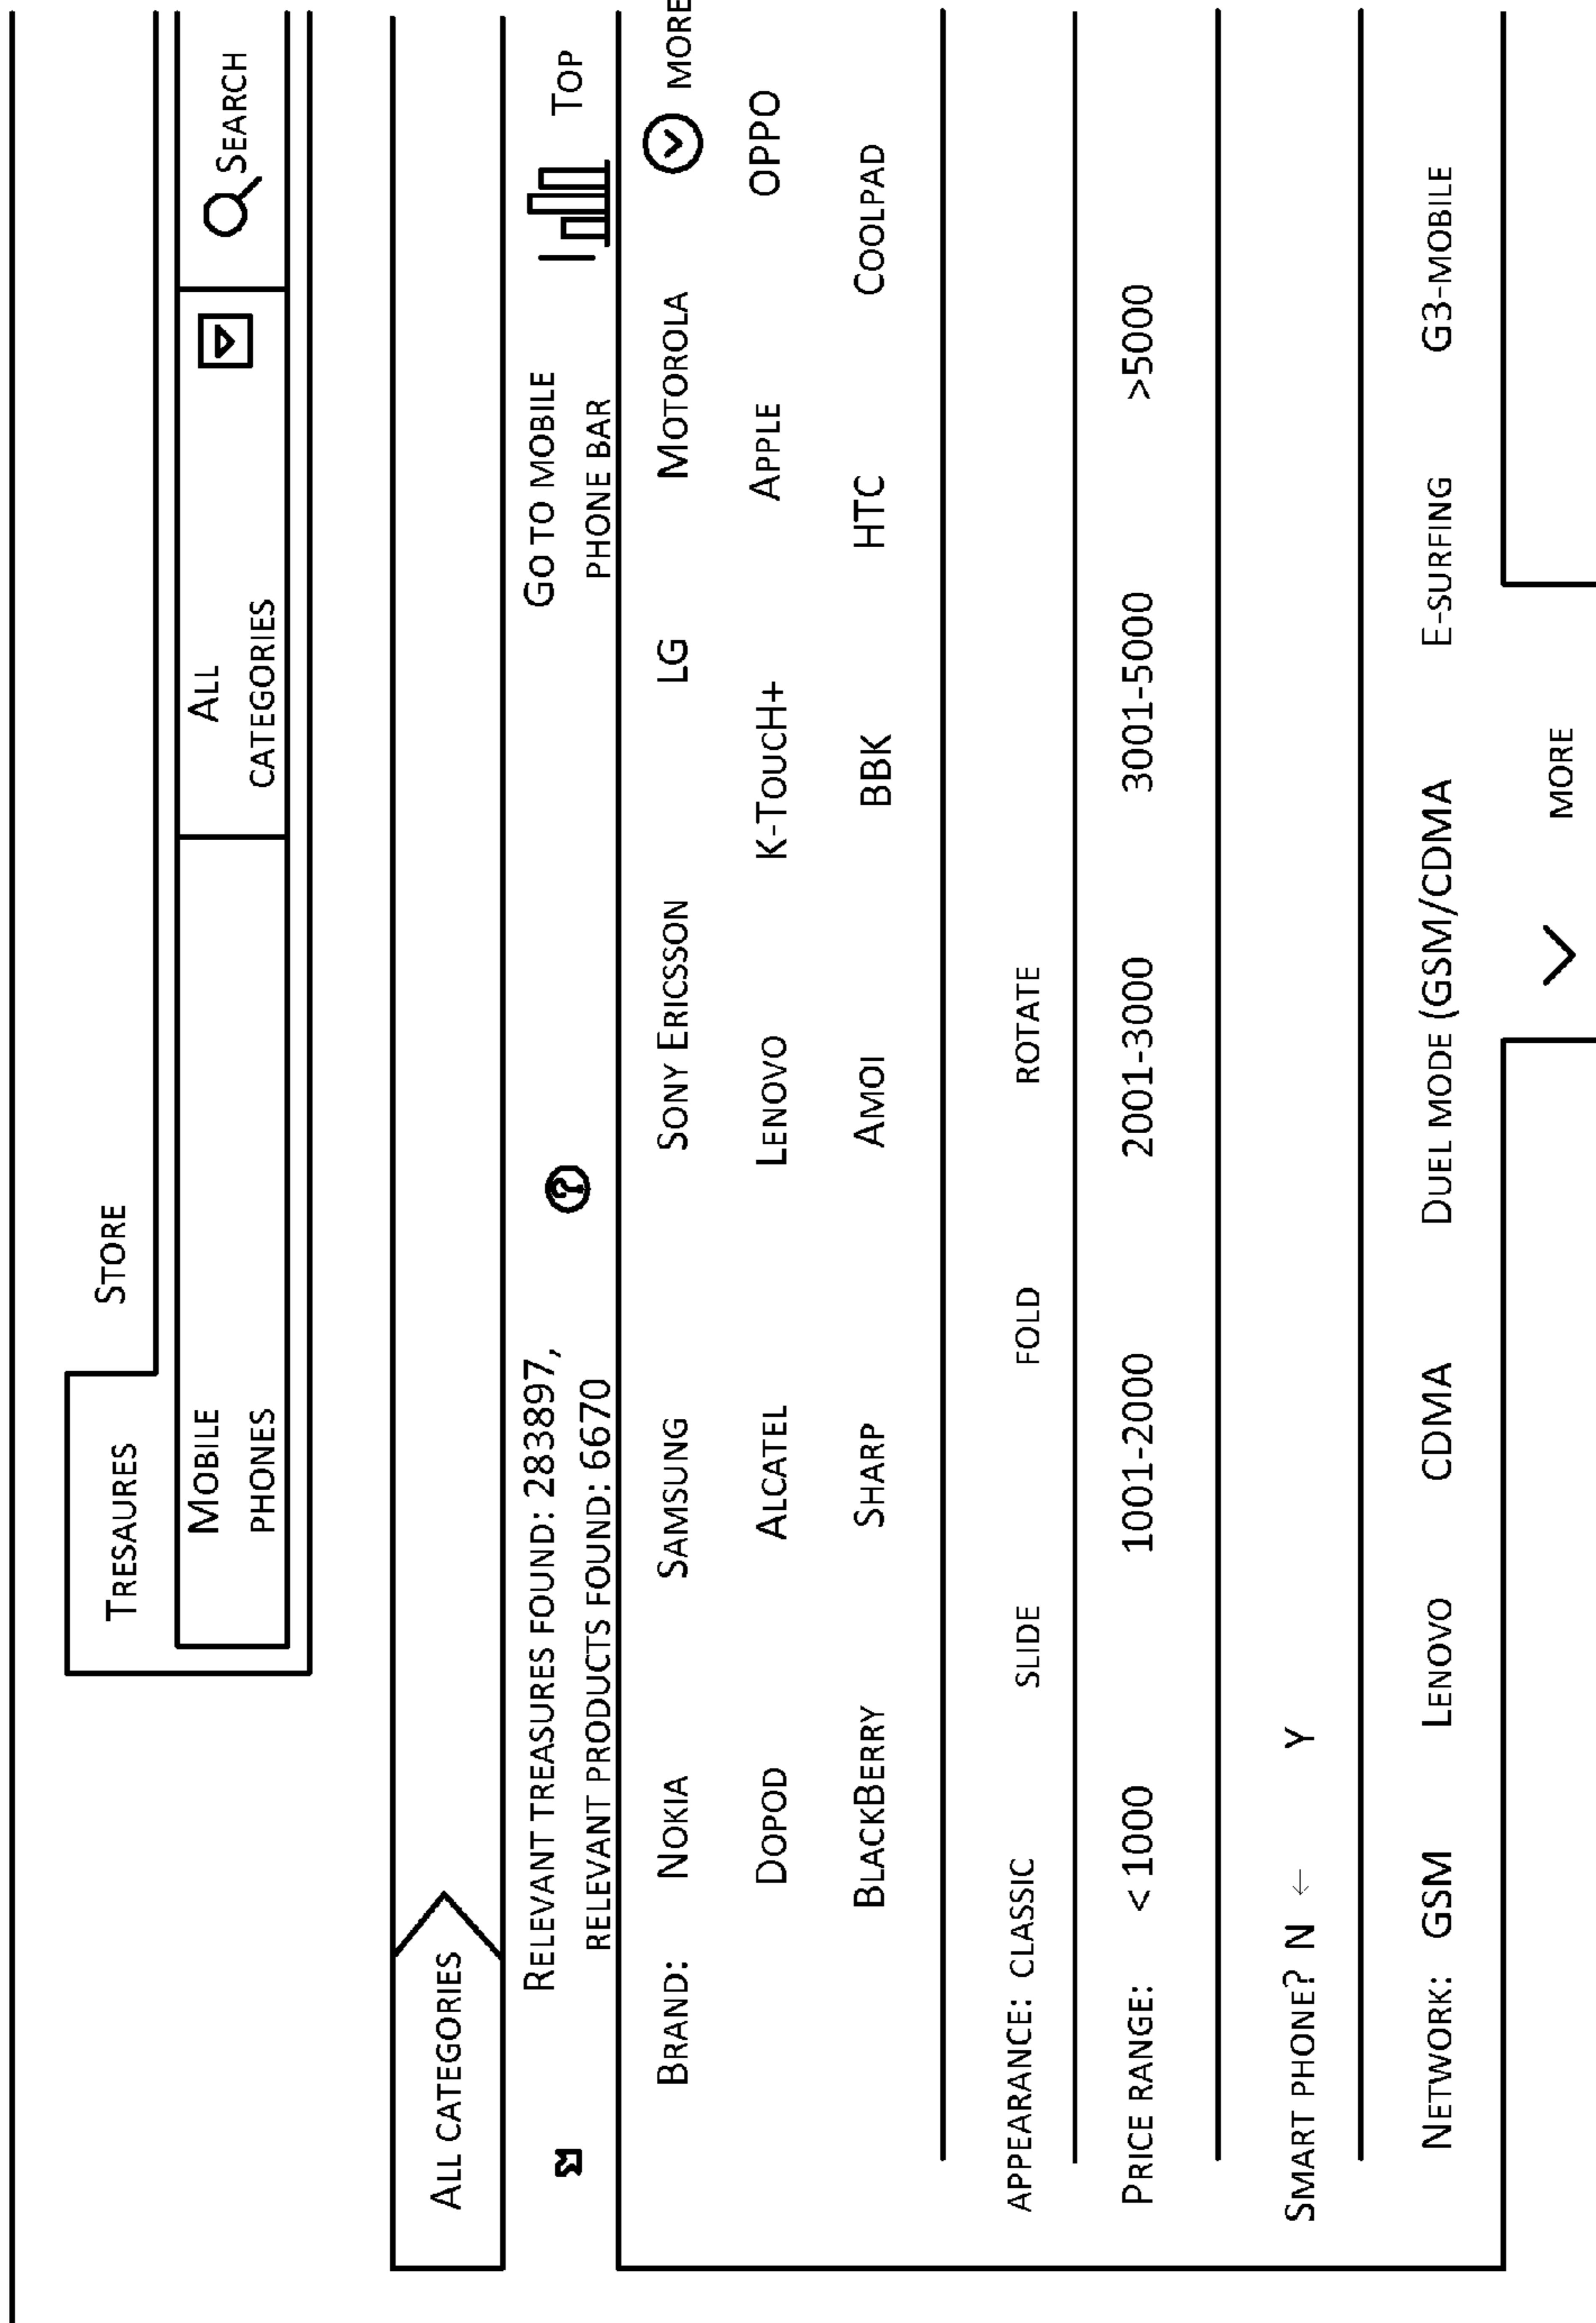 TRESAURES STORE
MOBILE
PHONES
ALL
CATEGORIES
SEARCH
ALL CATEGORIES
RELEVANT TREASURES FOUND: 283897,
RELEVANT PRODUCTS FOUND: 6670
?
GO TO MOBILE
PHONE BAR
TOP
BRAND: NOKIA SAMSUNG SONY ERICSSON LG MOTOROLA MORE
DOPOD ALCATEL LENOVO K-TOUCH+ APPLE OPPO
BLACKBERRY SHARP AMOI BBK HTC COOLPAD
APPEARANCE: CLASSIC SLIDE FOLD ROTATE
PRICE RANGE: <1000 1001-2000 2001-3000 3001-5000 >5000
SMART PHONE? N ← Y
NETWORK: GSM LENOVO CDMA DUEL MODE (GSM/CDMA E-SURFING G3-MOBILE
MORE